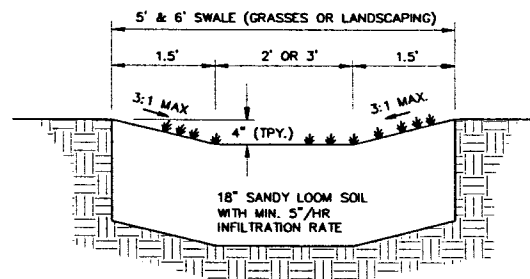 5' & 6' SWALE (GRASSES OR LANDSCAPING)
1.5' 2' OR 3' 1.5'
3:1 MAX. 3:1 MAX.
4" (TPY.)
18" SANDY LOOM SOIL
WITH MIN. 5"/HR
INFILTRATION RATE